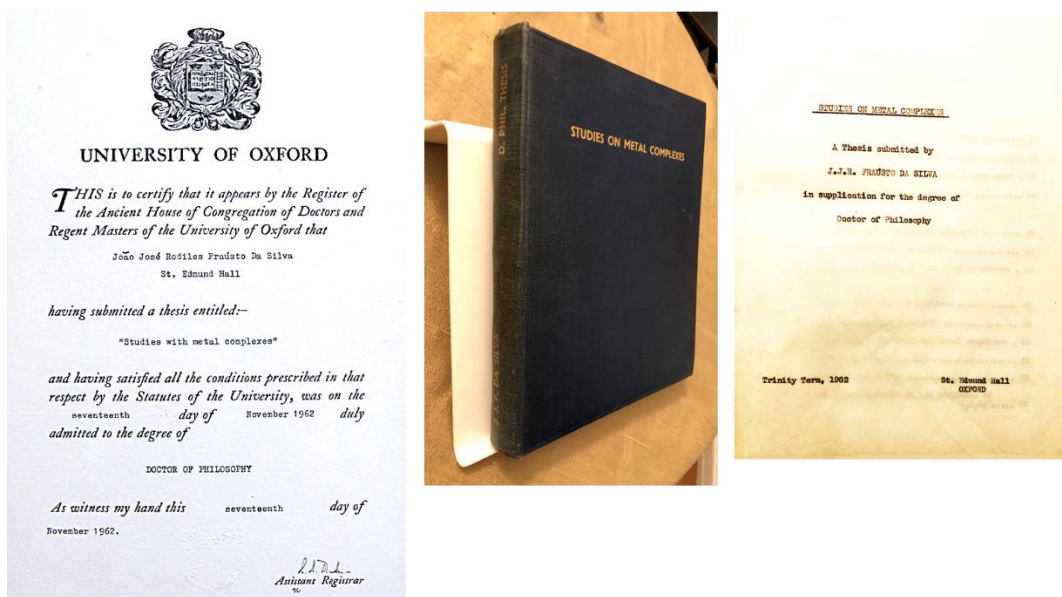 UNIVERSITY OF OXFORD
THIS is to certify that it appears by the Register of
the Ancient House of Congregation of Doctors and
Regent Masters of the University of Oxford that
João José Rodiles Fraústo Da Silva
St. Edmund Hall
having submitted a thesis entitled:—
"Studies with metal complexes"
and having satisfied all the conditions prescribed in that
respect by the Statutes of the University, was on the
seventeenth day of November 1962 duly
admitted to the degree of
DOCTOR OF PHILOSOPHY
As witness my hand this seventeenth day of
November 1962.
Assistant Registrar
D. PHIL. THESIS
J. J. R. F. DA SILVA
STUDIES ON METAL COMPLEXES
STUDIES ON METAL COMPLEXES
A Thesis submitted by
J.J.R. FRAÚSTO DA SILVA
in supplication for the degree of
Doctor of Philosophy
Trinity Term, 1962
St. Edmund Hall
OXFORD